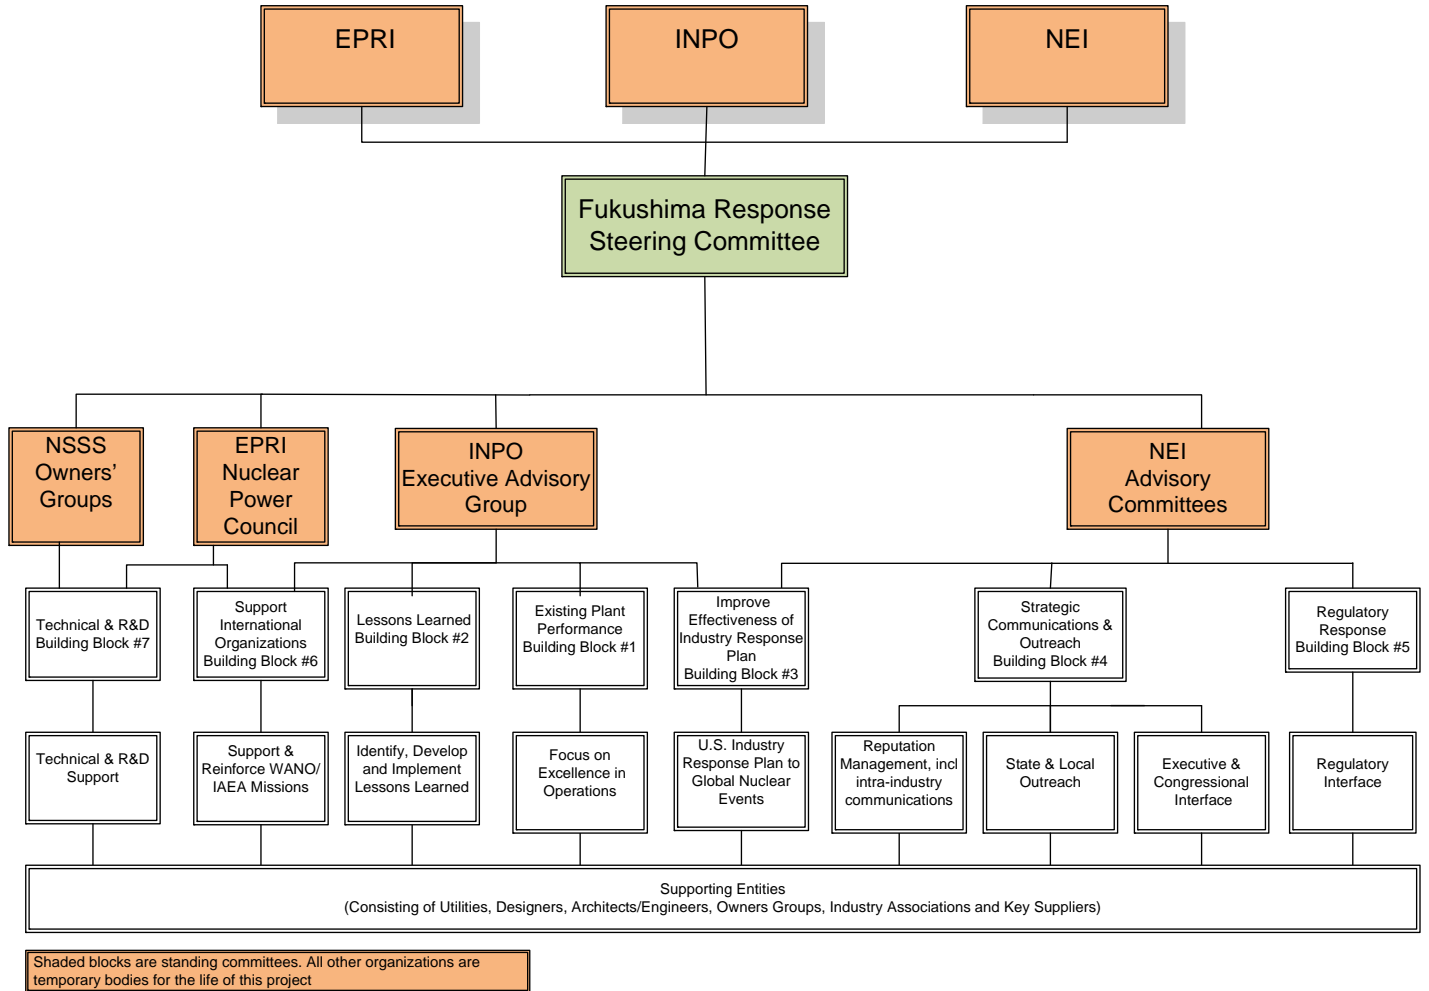 EPRI
INPO
NEI
Fukushima Response
Steering Committee
NSSS
Owners’
Groups
EPRI
Nuclear
Power
Council
INPO
Executive Advisory
Group
NEI
Advisory
Committees
Technical & R&D
Building Block #7
Support
International
Organizations
Building Block #6
Lessons Learned
Building Block #2
Existing Plant
Performance
Building Block #1
Improve
Effectiveness of
Industry Response
Plan
Building Block #3
Strategic
Communications &
Outreach
Building Block #4
Regulatory
Response
Building Block #5
Technical & R&D
Support
Support &
Reinforce WANO/
IAEA Missions
Identify, Develop
and Implement
Lessons Learned
Focus on
Excellence in
Operations
U.S. Industry
Response Plan to
Global Nuclear
Events
Reputation
Management, incl
intra-industry
communications
State & Local
Outreach
Executive &
Congressional
Interface
Regulatory
Interface
Supporting Entities
(Consisting of Utilities, Designers, Architects/Engineers, Owners Groups, Industry Associations and Key Suppliers)
Shaded blocks are standing committees. All other organizations are
temporary bodies for the life of this project